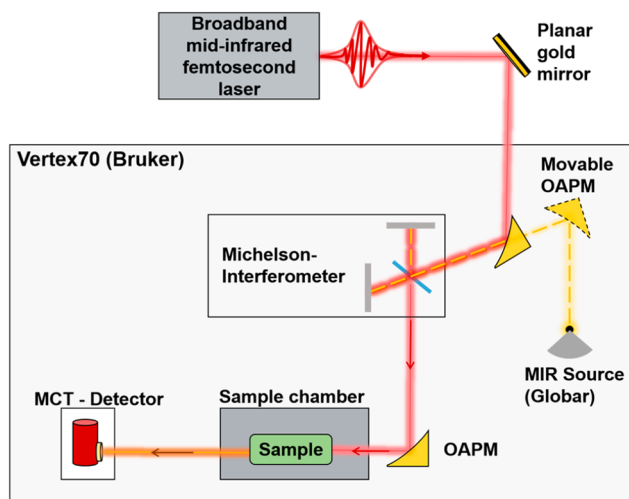 Broadband
mid-infrared
femtosecond
laser
Planar
gold
mirror
Vertex70 (Bruker)
Movable
OAPM
Michelson-
Interferometer
MIR Source
(Globar)
MCT - Detector
Sample chamber
Sample
OAPM